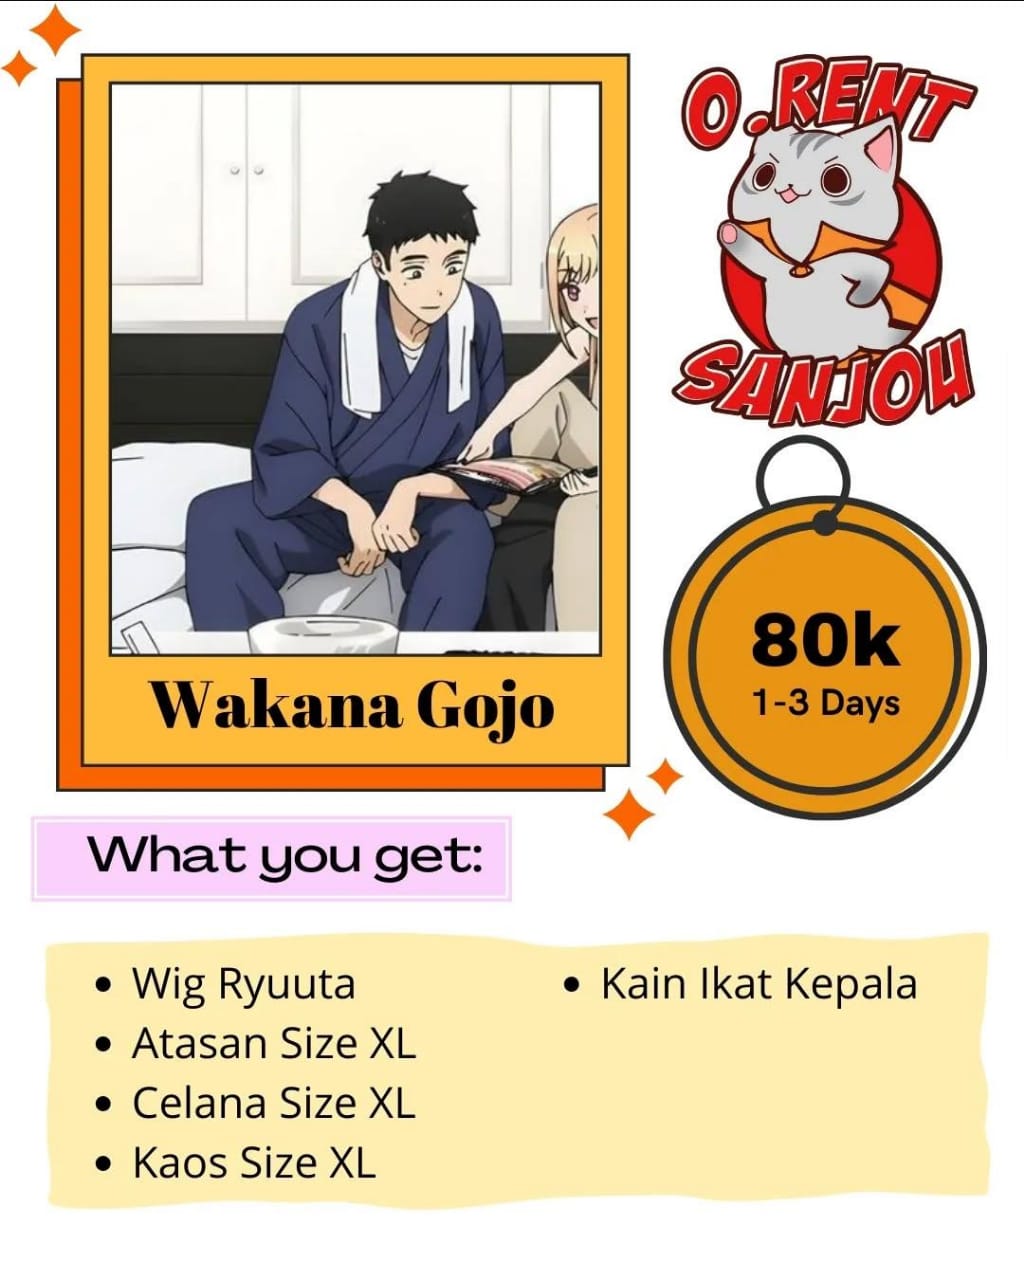 O.RENT
SANJOU
80k
1-3 Days
Wakana Gojo
What you get:
• Wig Ryuuta
• Atasan Size XL
• Celana Size XL
• Kaos Size XL
• Kain Ikat Kepala